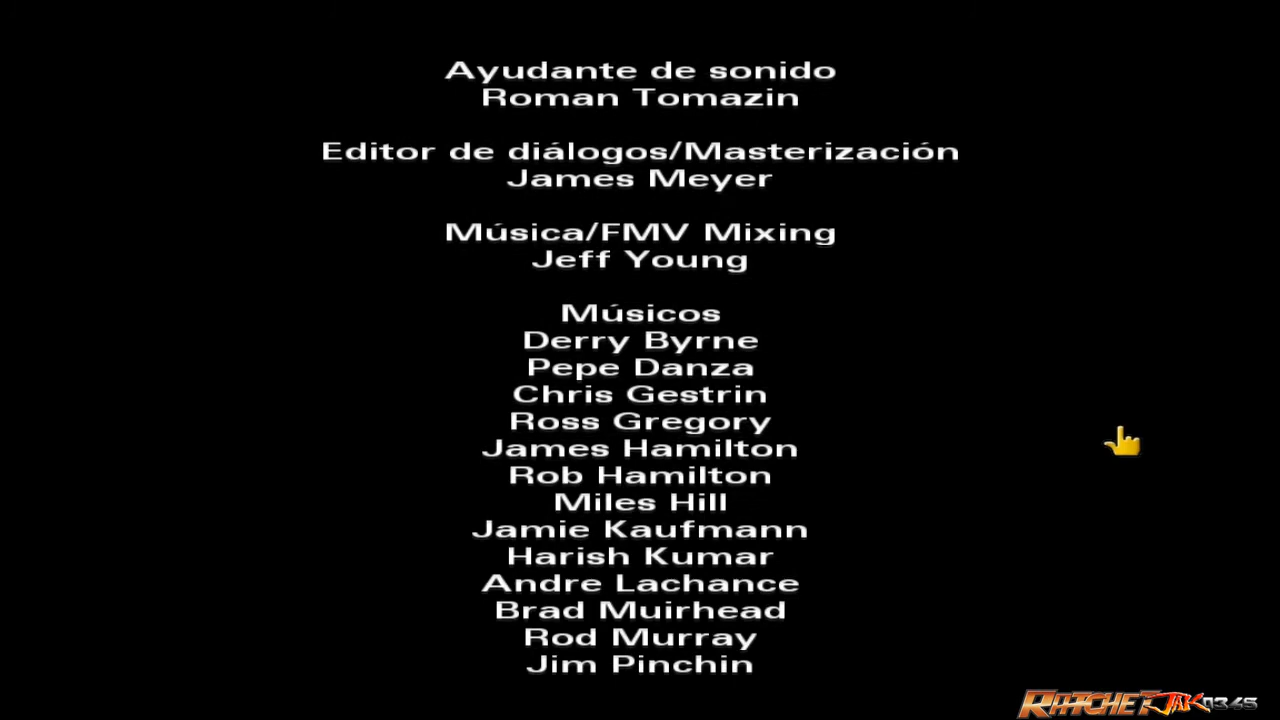 Ayudante de sonido
Roman Tomazin
Editor de diálogos/Masterización
James Meyer
Música/FMV Mixing
Jeff Young
Músicos
Derry Byrne
Pepe Danza
Chris Gestrin
Ross Gregory
James Hamilton
Rob Hamilton
Miles Hill
Jamie Kaufmann
Harish Kumar
Andre Lachance
Brad Muirhead
Rod Murray
Jim Pinchin
RATCHETJAK9345